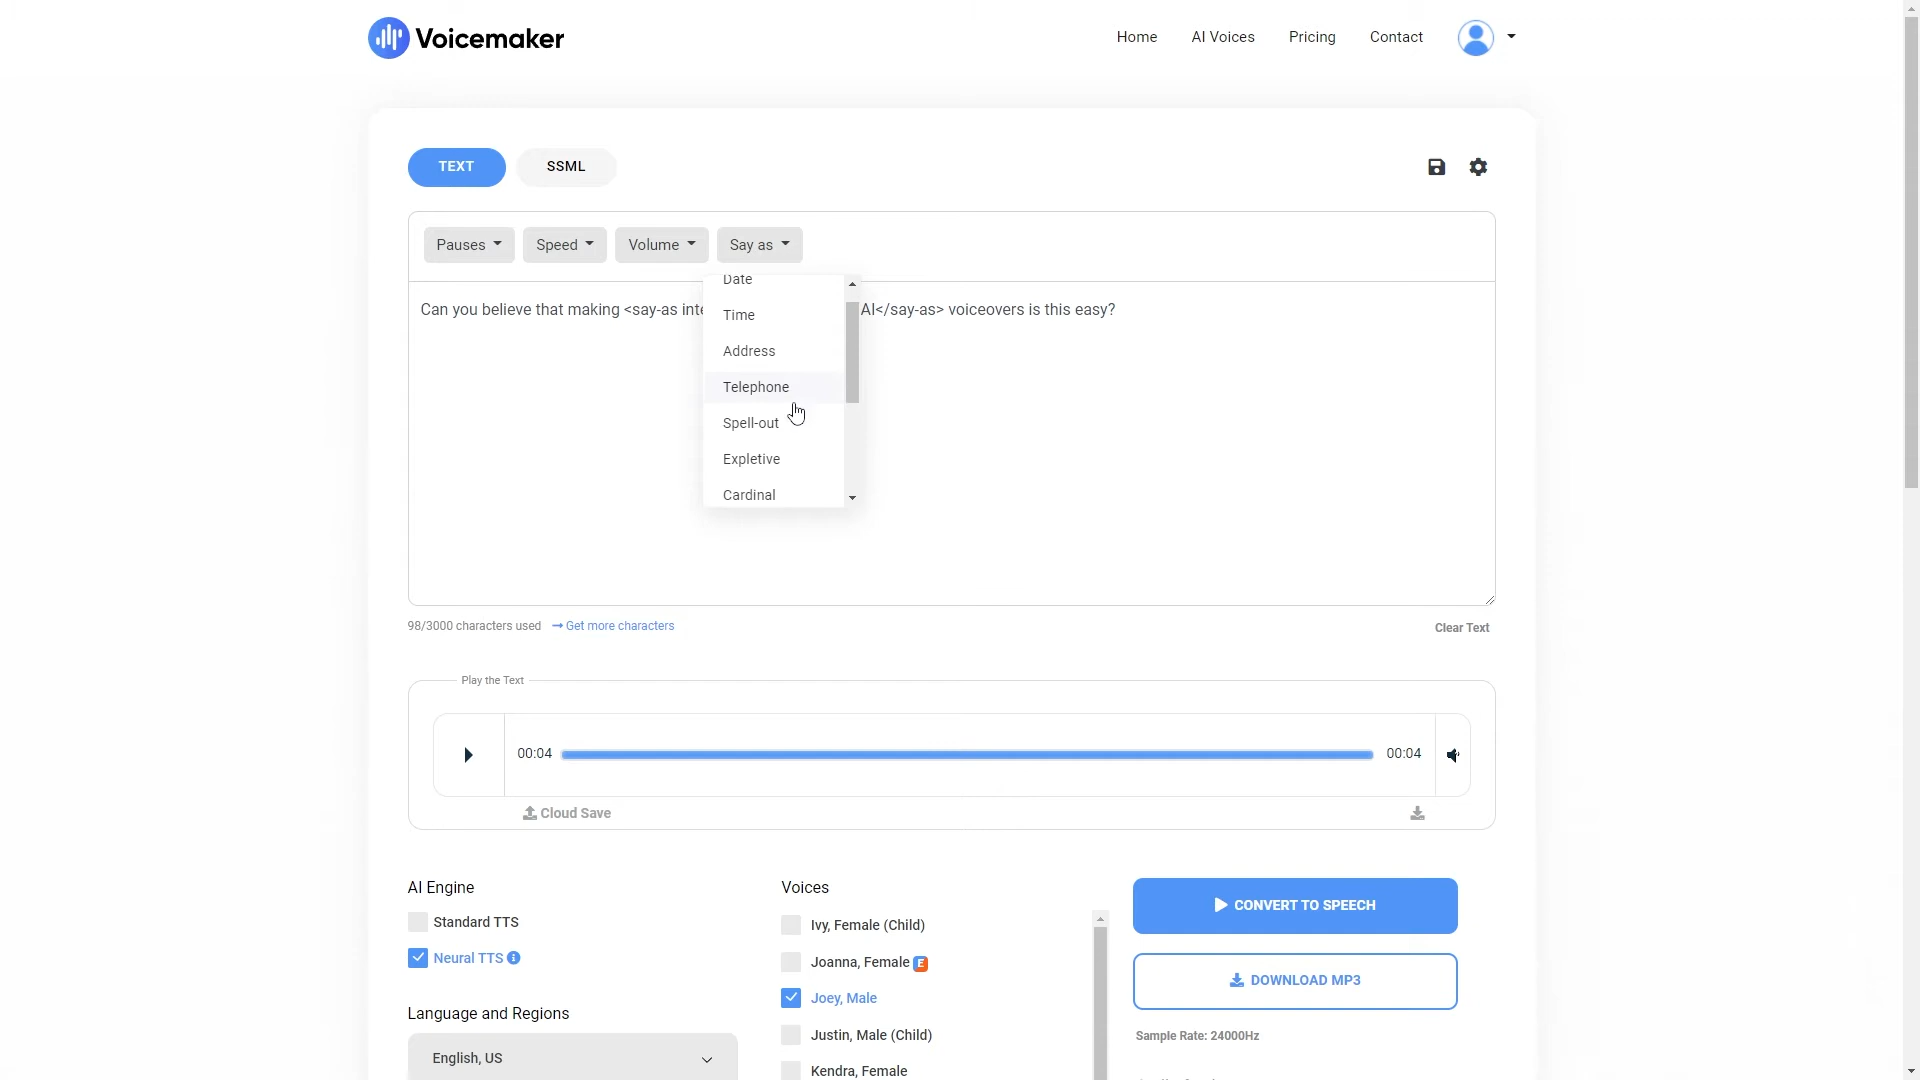 Voicemaker
Home AI Voices Pricing Contact
TEXT SSML
Pauses Speed Volume Say as
Can you believe that making <say-as inte AI</say-as> voiceovers is this easy?
Date
Time
Address
Telephone
Spell-out
Expletive
Cardinal
98/3000 characters used → Get more characters
Clear Text
Play the Text
00:04 00:04
Cloud Save
AI Engine
Standard TTS
Neural TTS
Language and Regions
English, US
Voices
Ivy, Female (Child)
Joanna, Female E
Joey, Male
Justin, Male (Child)
Kendra, Female
CONVERT TO SPEECH
DOWNLOAD MP3
Sample Rate: 24000Hz